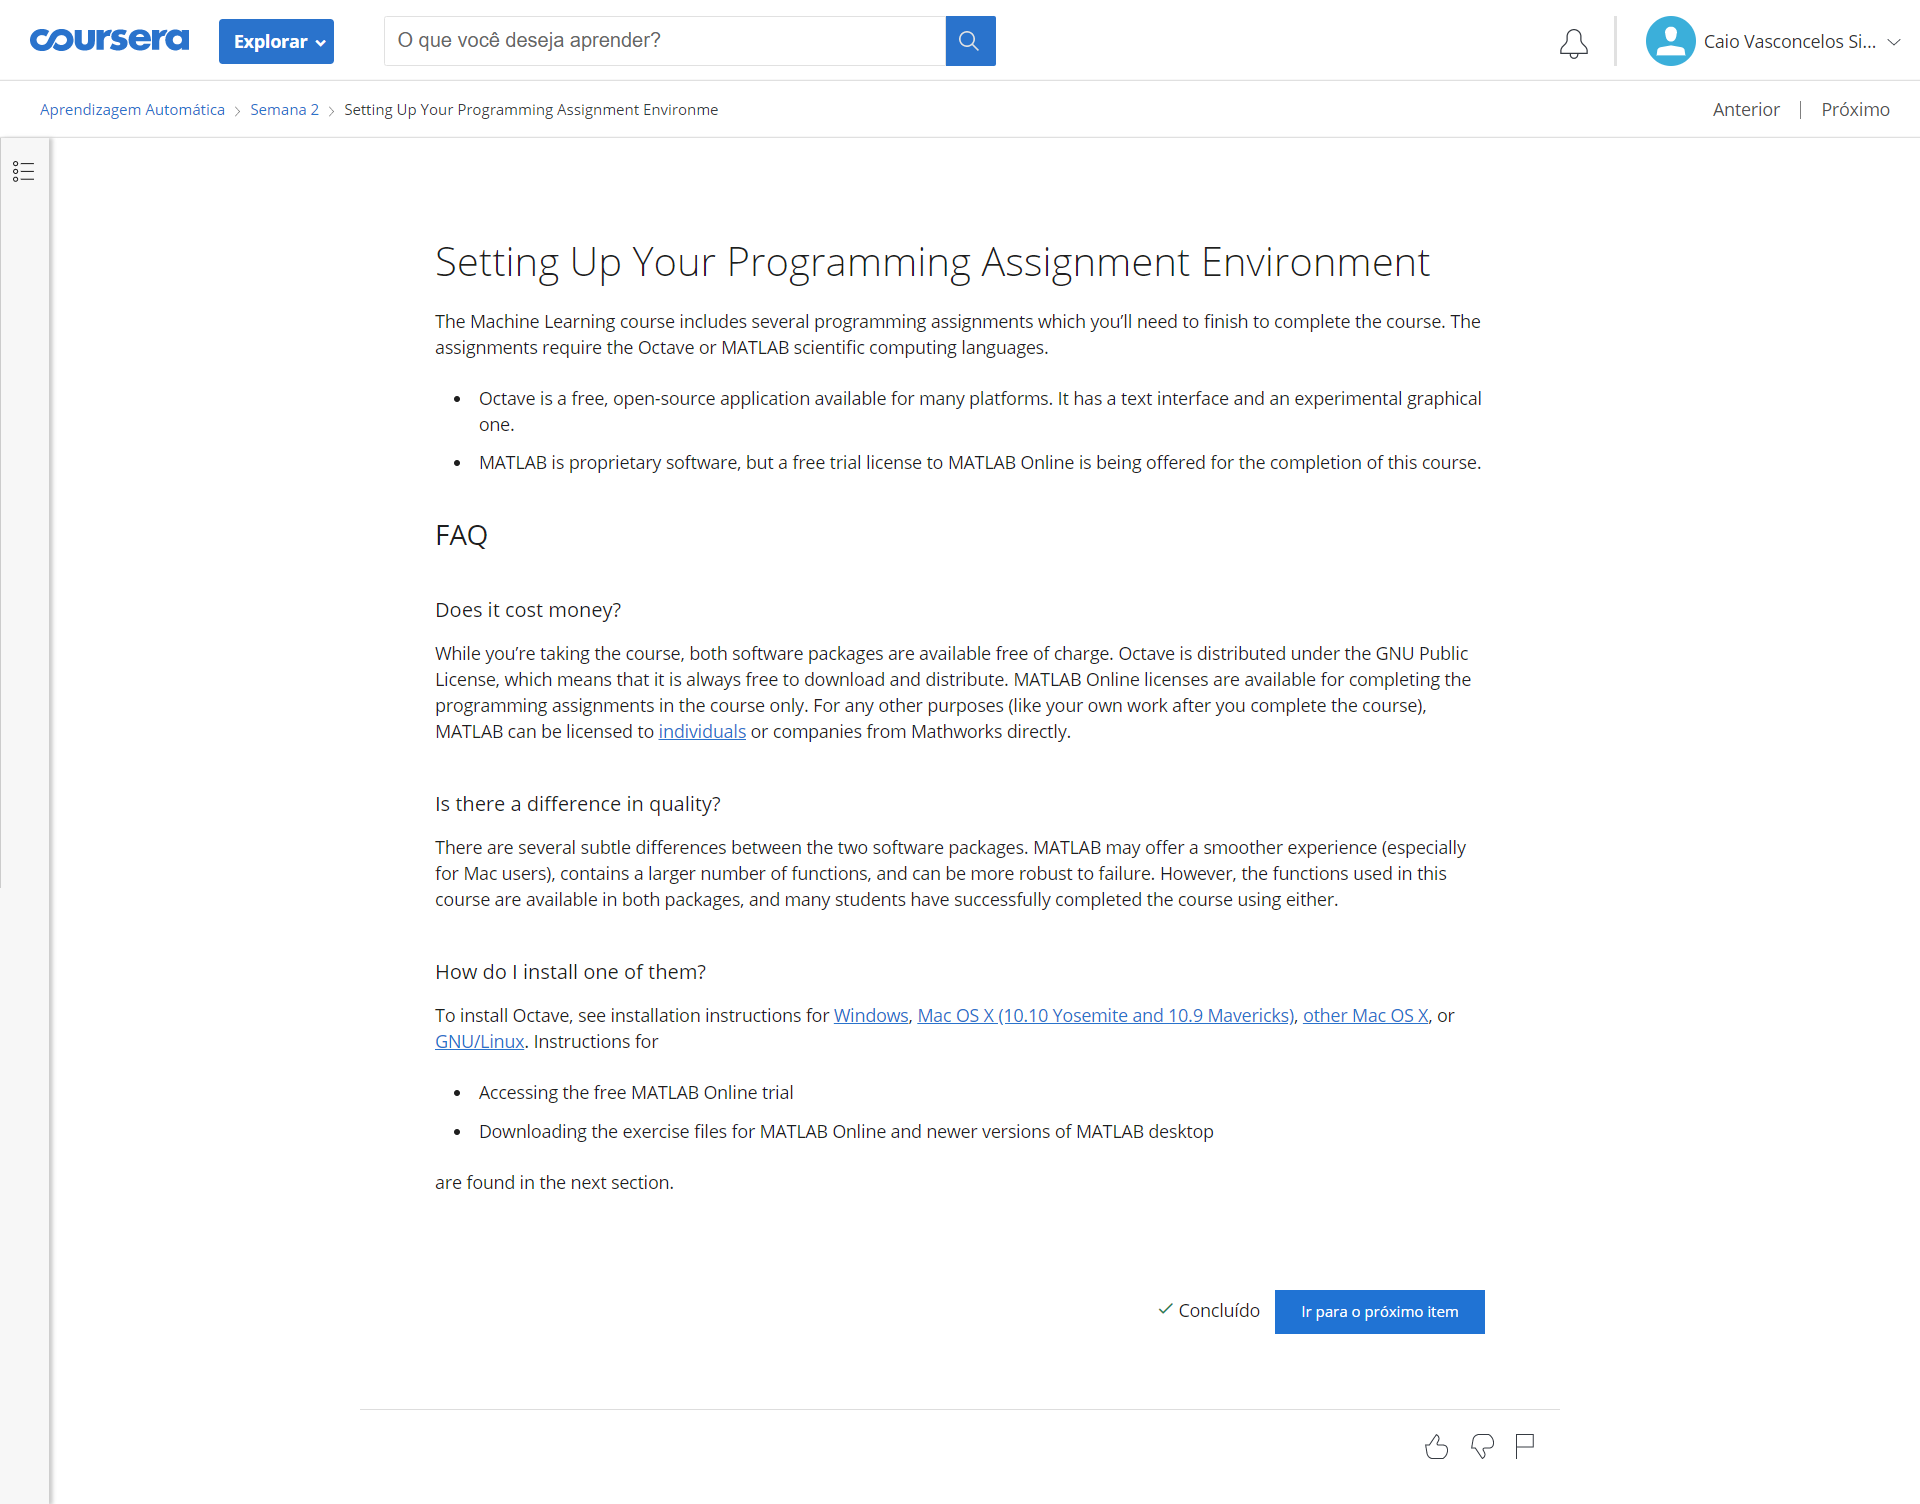 coursera
Explorar
O que você deseja aprender?
Caio Vasconcelos Si...
Aprendizagem Automática > Semana 2 > Setting Up Your Programming Assignment Environme
Anterior | Próximo
Setting Up Your Programming Assignment Environment
The Machine Learning course includes several programming assignments which you’ll need to finish to complete the course. The
assignments require the Octave or MATLAB scientific computing languages.
• Octave is a free, open-source application available for many platforms. It has a text interface and an experimental graphical
one.
• MATLAB is proprietary software, but a free trial license to MATLAB Online is being offered for the completion of this course.
FAQ
Does it cost money?
While you’re taking the course, both software packages are available free of charge. Octave is distributed under the GNU Public
License, which means that it is always free to download and distribute. MATLAB Online licenses are available for completing the
programming assignments in the course only. For any other purposes (like your own work after you complete the course),
MATLAB can be licensed to individuals or companies from Mathworks directly.
Is there a difference in quality?
There are several subtle differences between the two software packages. MATLAB may offer a smoother experience (especially
for Mac users), contains a larger number of functions, and can be more robust to failure. However, the functions used in this
course are available in both packages, and many students have successfully completed the course using either.
How do I install one of them?
To install Octave, see installation instructions for Windows, Mac OS X (10.10 Yosemite and 10.9 Mavericks), other Mac OS X, or
GNU/Linux. Instructions for
• Accessing the free MATLAB Online trial
• Downloading the exercise files for MATLAB Online and newer versions of MATLAB desktop
are found in the next section.
Concluído
Ir para o próximo item